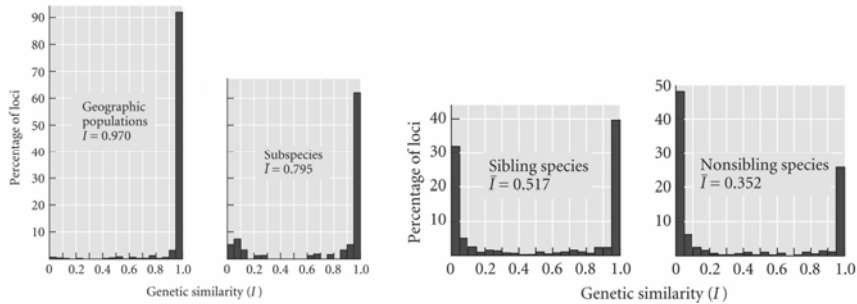 Percentage of loci
90
80
70
60
50
40
30
20
10
Geographic
populations
I = 0.970
0 0.2 0.4 0.6 0.8 1.0
Subspecies
Ī = 0.795
0 0.2 0.4 0.6 0.8 1.0
Genetic similarity (I)
Percentage of loci
40
30
20
10
Sibling species
Ī = 0.517
0 0.2 0.4 0.6 0.8 1.0
50
40
30
20
10
Nonsibling species
Ī = 0.352
0 0.2 0.4 0.6 0.8 1.0
Genetic similarity (I)